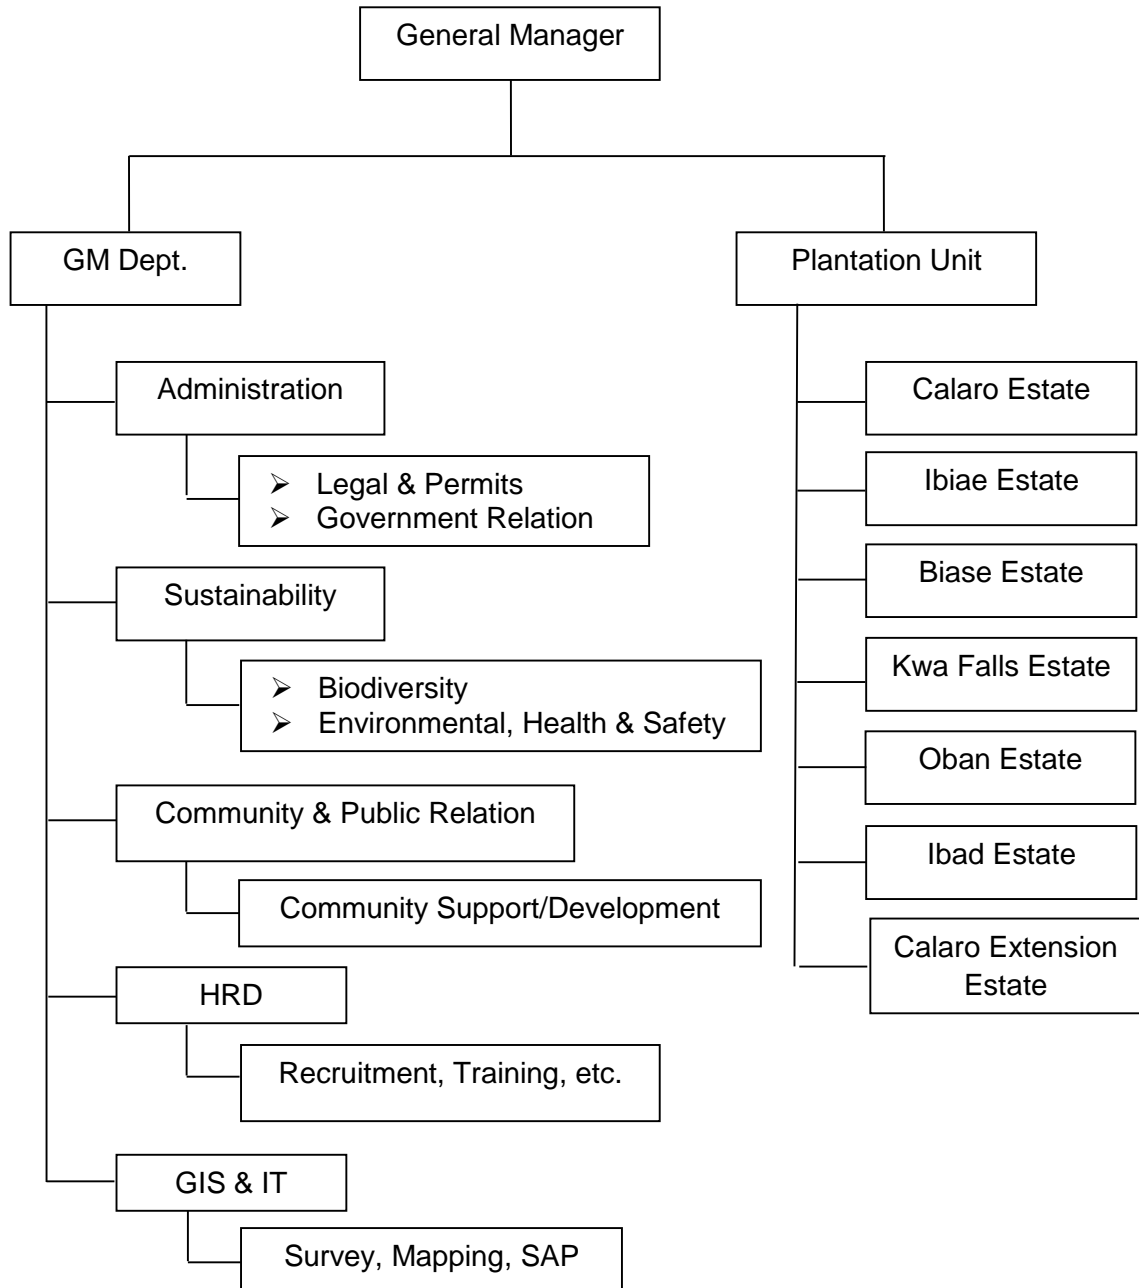 General Manager
GM Dept.
Plantation Unit
Administration
➢ Legal & Permits
➢ Government Relation
Sustainability
➢ Biodiversity
➢ Environmental, Health & Safety
Community & Public Relation
Community Support/Development
HRD
Recruitment, Training, etc.
GIS & IT
Survey, Mapping, SAP
Calaro Estate
Ibiae Estate
Biase Estate
Kwa Falls Estate
Oban Estate
Ibad Estate
Calaro Extension
Estate